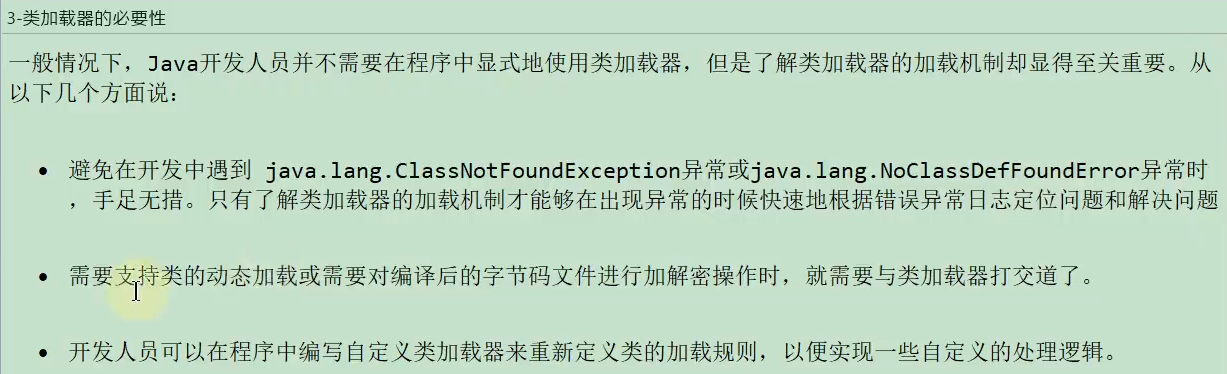 3-类加载器的必要性
一般情况下，Java开发人员并不需要在程序中显式地使用类加载器，但是了解类加载器的加载机制却显得至关重要。从
以下几个方面说：
• 避免在开发中遇到 java.lang.ClassNotFoundException异常或java.lang.NoClassDefFoundError异常时
，手足无措。只有了解类加载器的加载机制才能够在出现异常的时候快速地根据错误异常日志定位问题和解决问题
• 需要支持类的动态加载或需要对编译后的字节码文件进行加解密操作时，就需要与类加载器打交道了。
• 开发人员可以在程序中编写自定义类加载器来重新定义类的加载规则，以便实现一些自定义的处理逻辑。